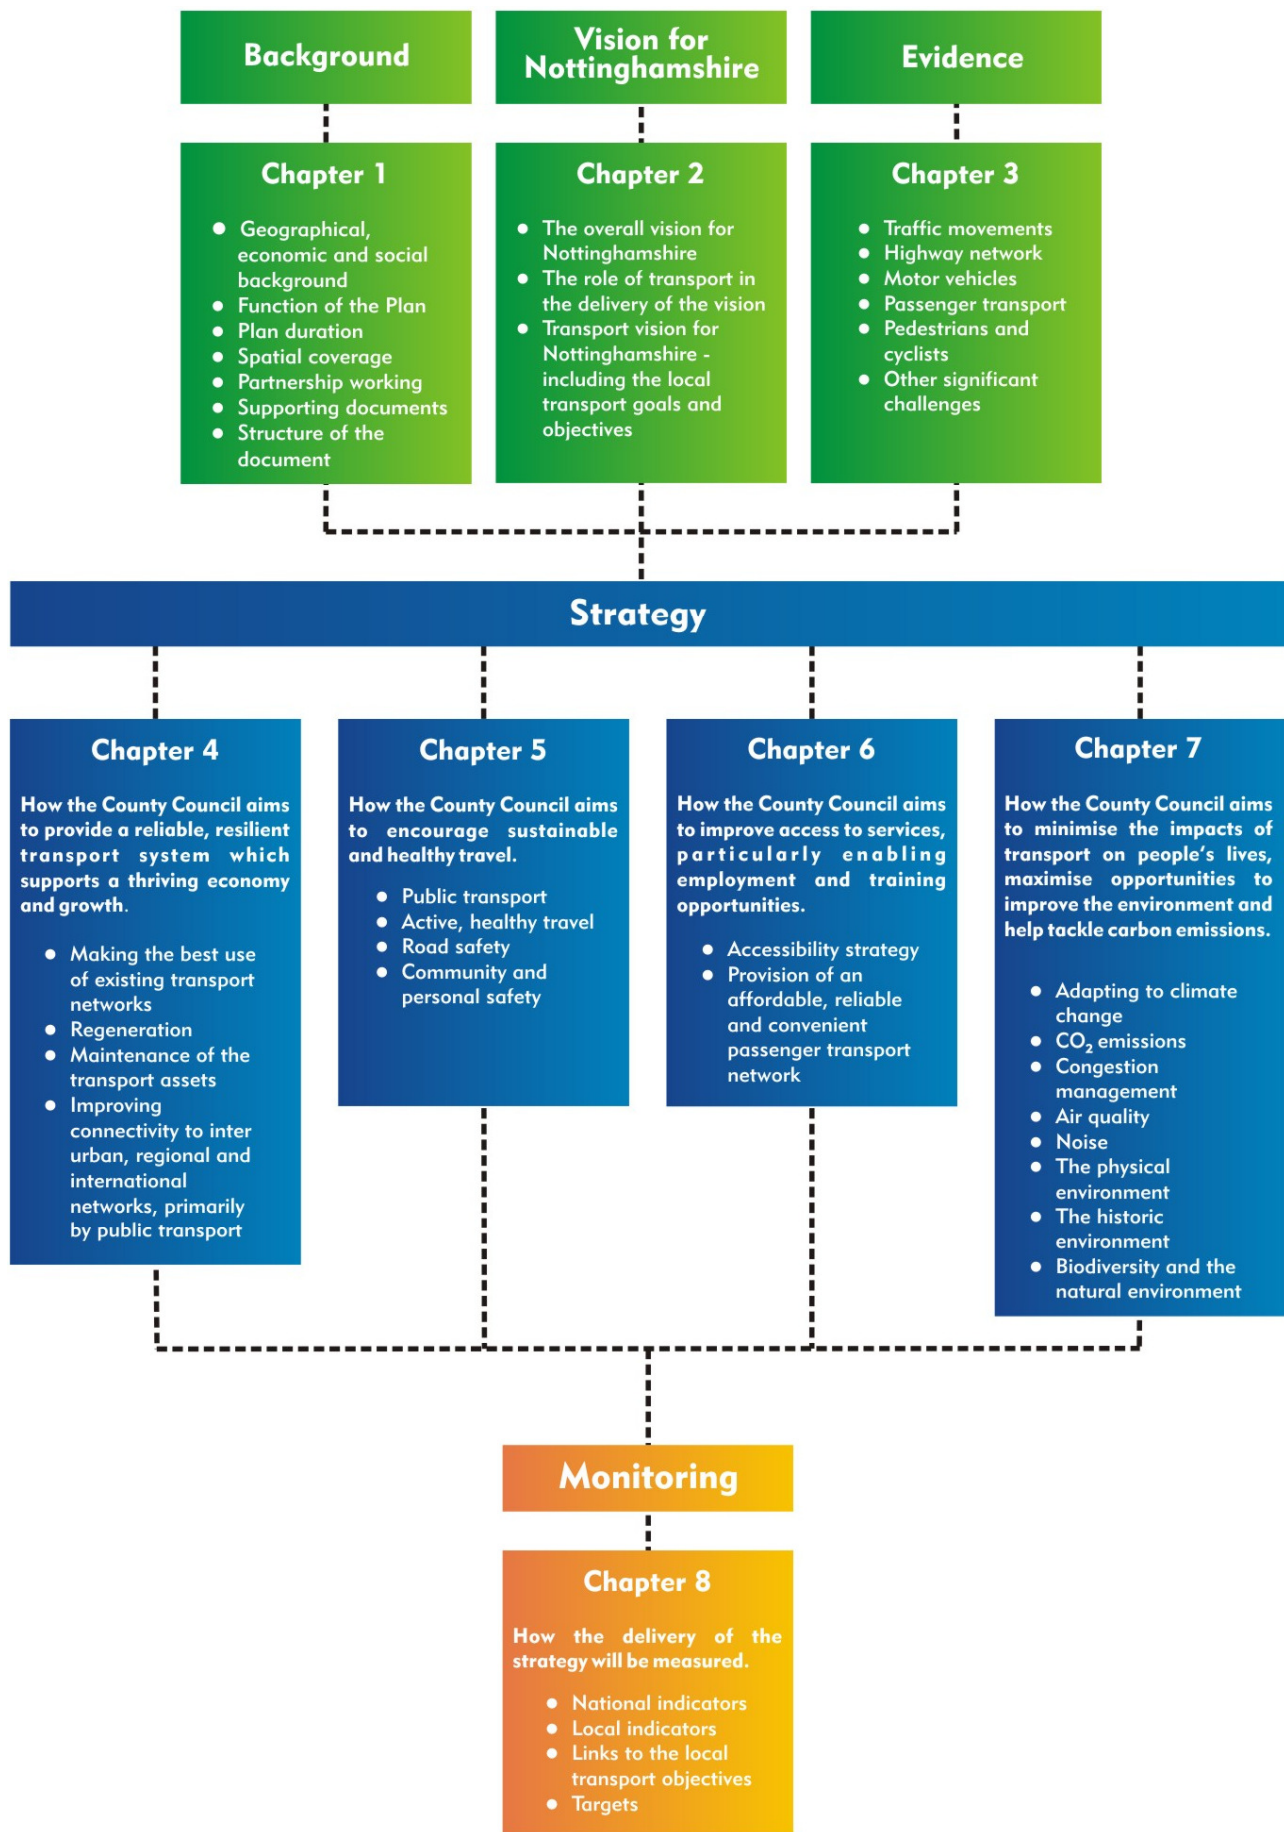 Background
Vision for
Nottinghamshire
Evidence
Chapter 1
● Geographical,
economic and social
background
● Function of the Plan
● Plan duration
● Spatial coverage
● Partnership working
● Supporting documents
● Structure of the
document
Chapter 2
● The overall vision for
Nottinghamshire
● The role of transport in
the delivery of the vision
● Transport vision for
Nottinghamshire -
including the local
transport goals and
objectives
Chapter 3
● Traffic movements
● Highway network
● Motor vehicles
● Passenger transport
● Pedestrians and
cyclists
● Other significant
challenges
Strategy
Chapter 4
How the County Council aims
to provide a reliable, resilient
transport system which
supports a thriving economy
and growth.
● Making the best use
of existing transport
networks
● Regeneration
● Maintenance of the
transport assets
● Improving
connectivity to inter
urban, regional and
international
networks, primarily
by public transport
Chapter 5
How the County Council aims
to encourage sustainable
and healthy travel.
● Public transport
● Active, healthy travel
● Road safety
● Community and
personal safety
Chapter 6
How the County Council aims
to improve access to services,
particularly enabling
employment and training
opportunities.
● Accessibility strategy
● Provision of an
affordable, reliable
and convenient
passenger transport
network
Chapter 7
How the County Council aims
to minimise the impacts of
transport on people's lives,
maximise opportunities to
improve the environment and
help tackle carbon emissions.
● Adapting to climate
change
● CO₂ emissions
● Congestion
management
● Air quality
● Noise
● The physical
environment
● The historic
environment
● Biodiversity and the
natural environment
Monitoring
Chapter 8
How the delivery of the
strategy will be measured.
● National indicators
● Local indicators
● Links to the local
transport objectives
● Targets